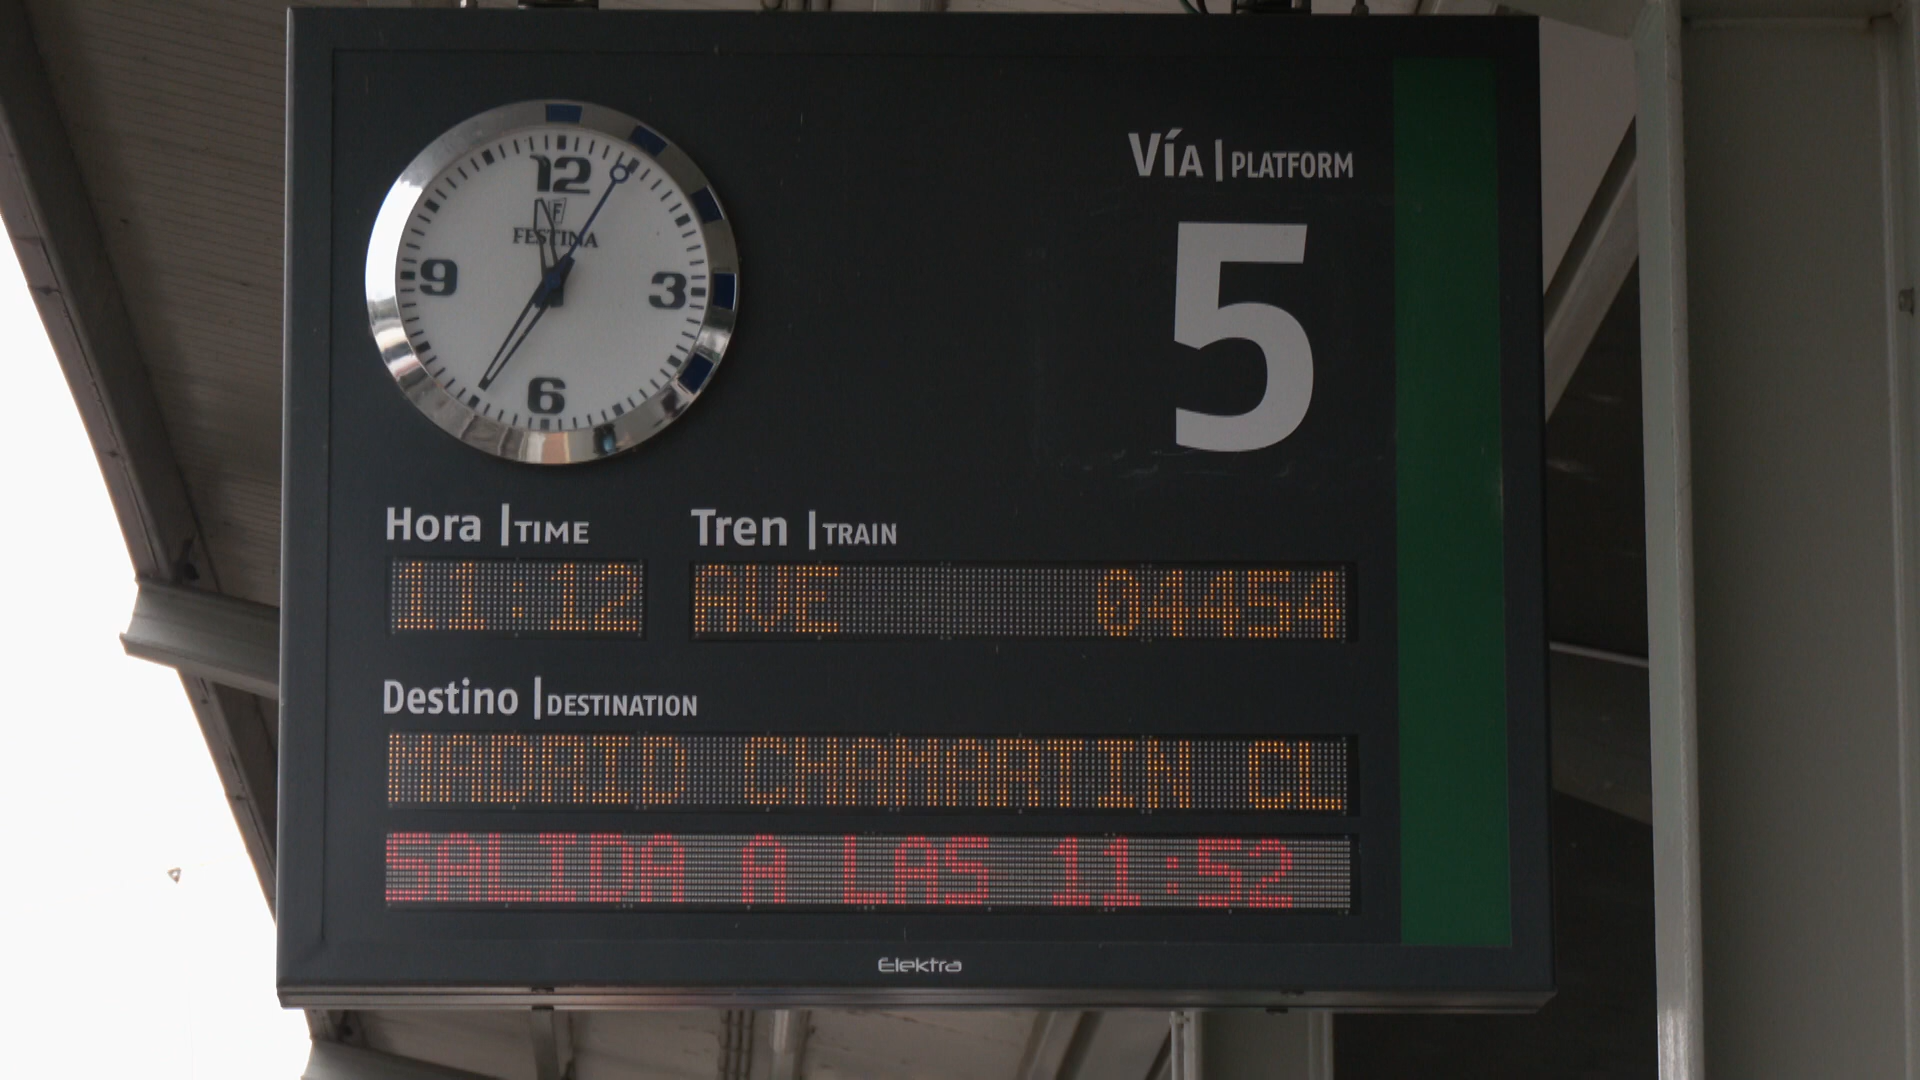 12
FESTINA
9
3
6
VíA | PLATFORM
5
Hora | TIME
Tren | TRAIN
11:12
AVE 04454
Destino | DESTINATION
MADRID CHAMARTIN CL
SALIDA A LAS 11:52
Elektra